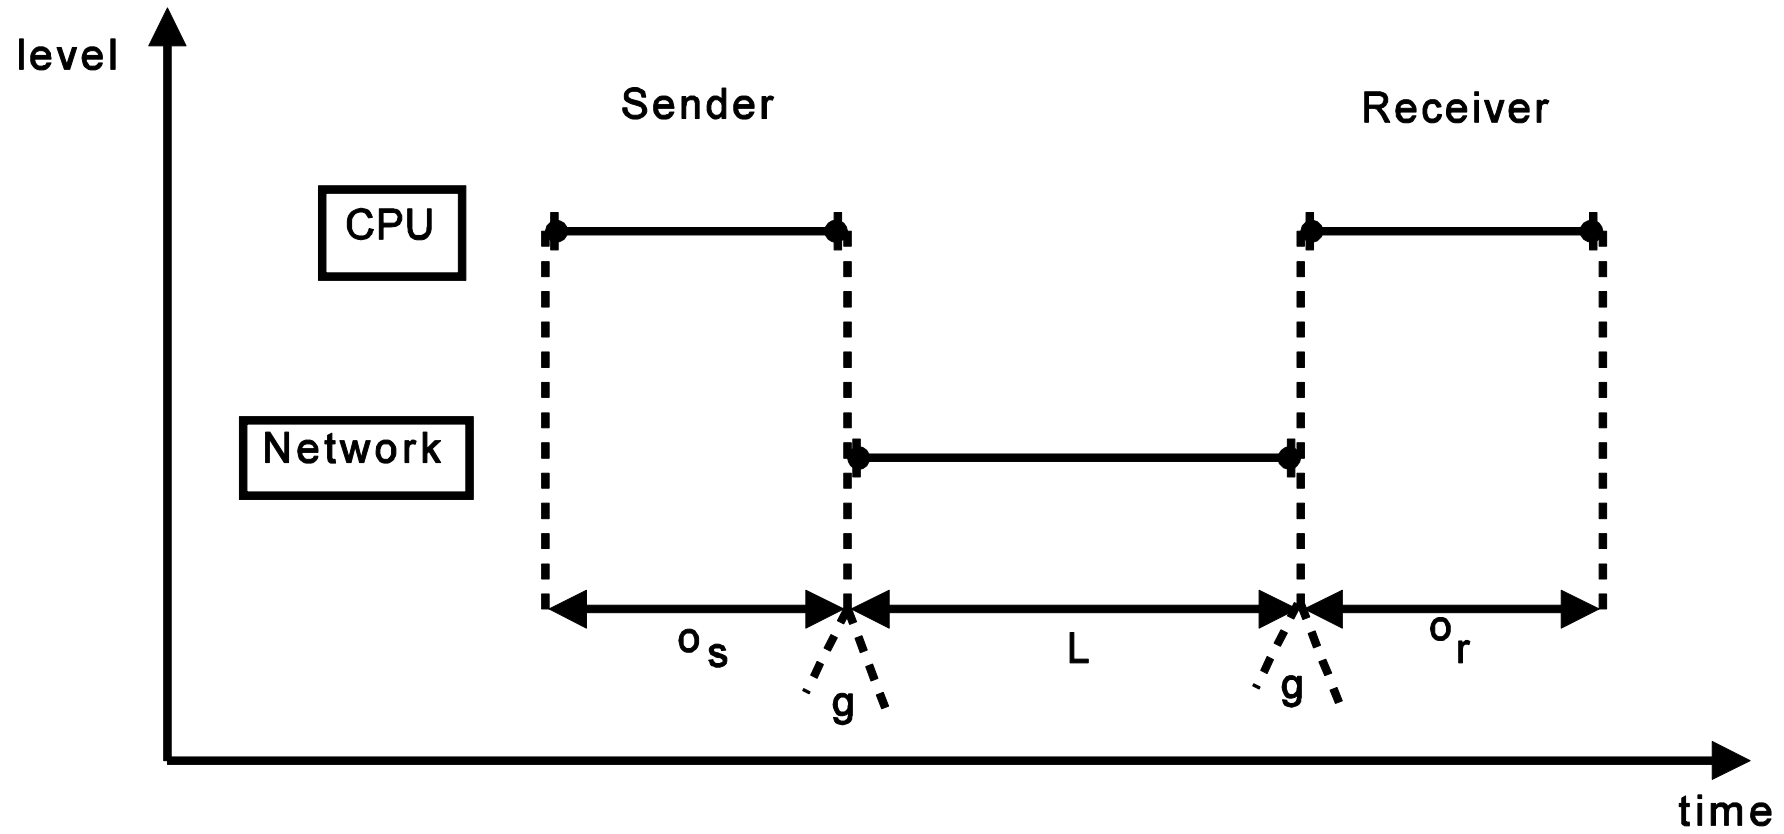 level
Sender
Receiver
CPU
Network
o s
L
o r
g
g
time